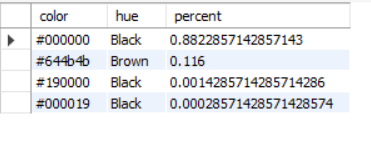 color hue percent
#000000 Black 0.8822857142857143
#644b4b Brown 0.116
#190000 Black 0.0014285714285714286
#000019 Black 0.00028571428571428574